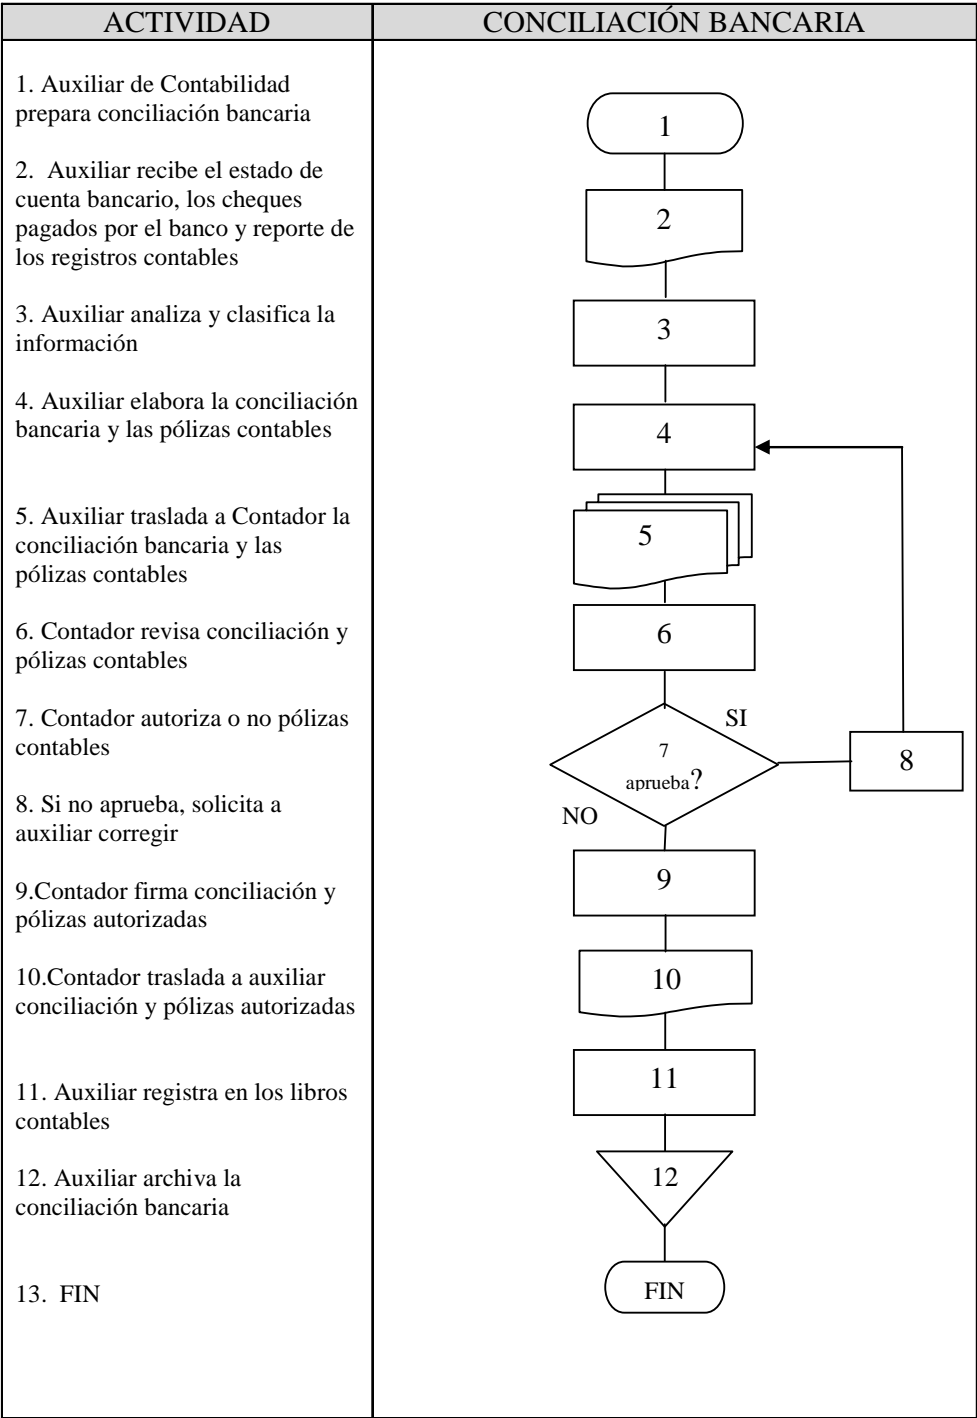 ACTIVIDAD
CONCILIACIÓN BANCARIA
1. Auxiliar de Contabilidad
prepara conciliación bancaria
2.  Auxiliar recibe el estado de
cuenta bancario, los cheques
pagados por el banco y reporte de
los registros contables
3. Auxiliar analiza y clasifica la
información
4. Auxiliar elabora la conciliación
bancaria y las pólizas contables
5. Auxiliar traslada a Contador la
conciliación bancaria y las
pólizas contables
6. Contador revisa conciliación y
pólizas contables
7. Contador autoriza o no pólizas
contables
8. Si no aprueba, solicita a
auxiliar corregir
9.Contador firma conciliación y
pólizas autorizadas
10.Contador traslada a auxiliar
conciliación y pólizas autorizadas
11. Auxiliar registra en los libros
contables
12. Auxiliar archiva la
conciliación bancaria
13.  FIN
1
2
3
4
5
6
SI
7
aprueba?
8
NO
9
10
11
12
FIN